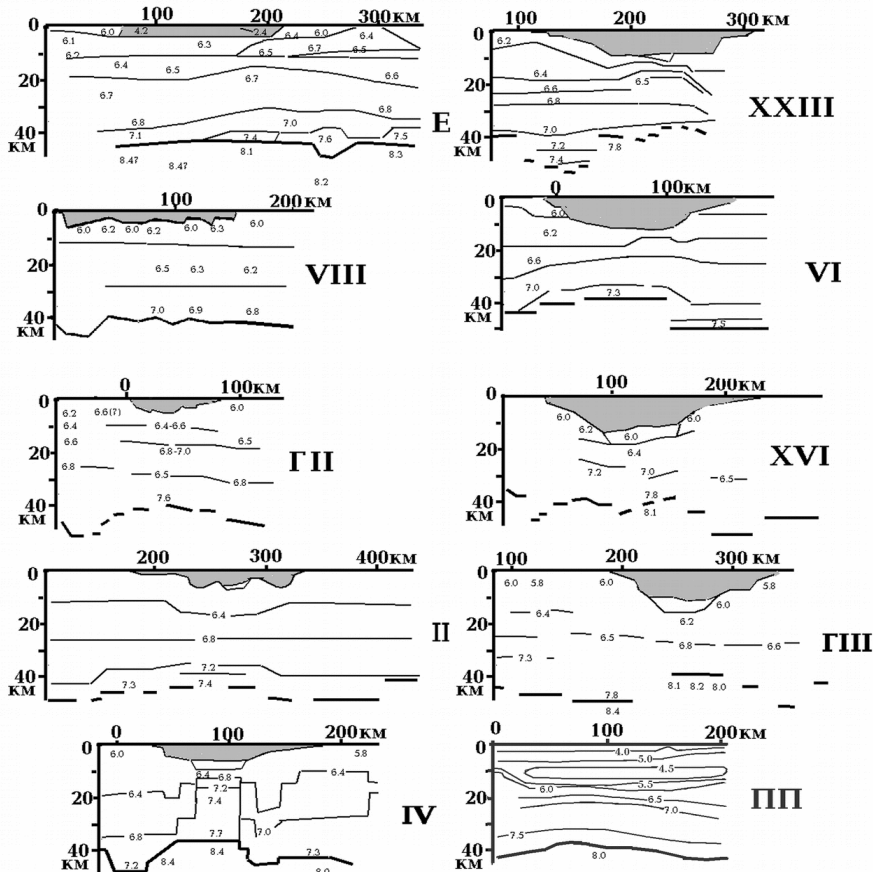 100 200 300КМ
0 6.0 4.2 2.4 6.4 6.0 6.4
6.1 6.3 6.7
6.2 6.5 6.5
6.4 6.5 6.6
20 6.7
6.7
6.8 7.0 6.8
40 7.1 7.4 7.6 7.5
КМ 8.1 8.3
8.47 8.47
8.2
E
100 200 300КМ
0
6.2
6.4 6.5
20 6.6
6.8
7.0
40 7.2 7.8
КМ 7.4
XXIII
100 200КМ
0 6.0 6.2 6.0 6.2 6.0 6.3 6.0
20 6.5 6.3 6.2
7.0 6.9 6.8
40
КМ
VIII
0 100КМ
0 6.0
6.2
20 6.6
7.0 7.3
40
КМ 7.5
VI
0 100КМ
0 6.2 6.6(7) 6.0
6.4 6.4-6.6
6.6 6.5
20 6.8-7.0
6.8 6.5 6.8
40 7.6
КМ
ГII
100 200КМ
0 6.0 6.0
6.2 6.0
20 6.4
7.2 7.0 6.5
40 7.8
КМ 8.1
XVI
200 300 400КМ
0
6.4
20 6.8
7.2
40 7.3 7.4
КМ
II
100 200 300 КМ
0 6.0 5.8 6.0 5.8
6.0
6.4 6.2
20 6.5 6.8 6.6
7.3
40 8.1 8.2 8.0
КМ 7.8
8.4
ГIII
0 100 200КМ
0 6.0 5.8
6.4 6.8 6.4
6.4 7.2
20 7.4
6.8 7.7 7.0
40 8.4 8.4 7.3
КМ 7.2 8.0
IV
0 100 200КМ
0 4.0
5.0
4.5
5.5
20 6.0 6.5
7.0
7.5
40 8.0
КМ
ПП